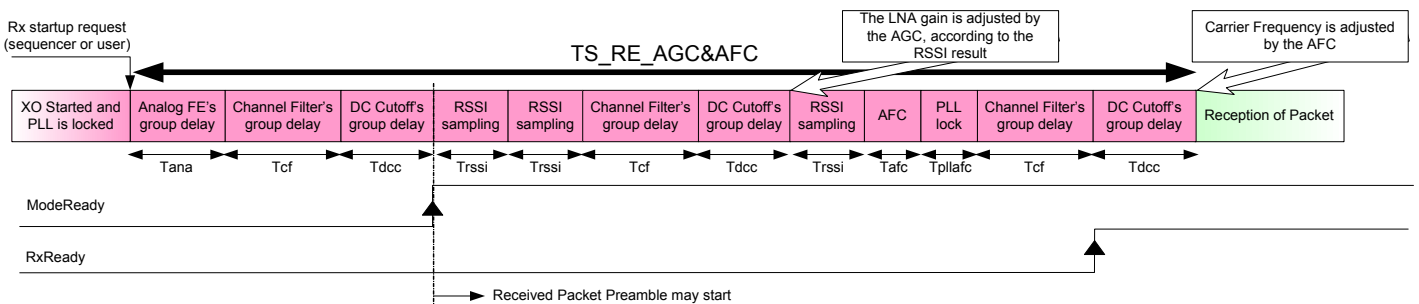 Rx startup request
(sequencer or user)
TS_RE_AGC&AFC
The LNA gain is adjusted by
the AGC, according to the
RSSI result
Carrier Frequency is adjusted
by the AFC
XO Started and
PLL is locked
Analog FE's
group delay
Channel Filter's
group delay
DC Cutoff's
group delay
RSSI
sampling
RSSI
sampling
Channel Filter's
group delay
DC Cutoff's
group delay
RSSI
sampling
AFC
PLL
lock
Channel Filter's
group delay
DC Cutoff's
group delay
Reception of Packet
Tana
Tcf
Tdcc
Trssi
Trssi
Tcf
Tdcc
Trssi
Tafc
Tpllafc
Tcf
Tdcc
ModeReady
RxReady
Received Packet Preamble may start